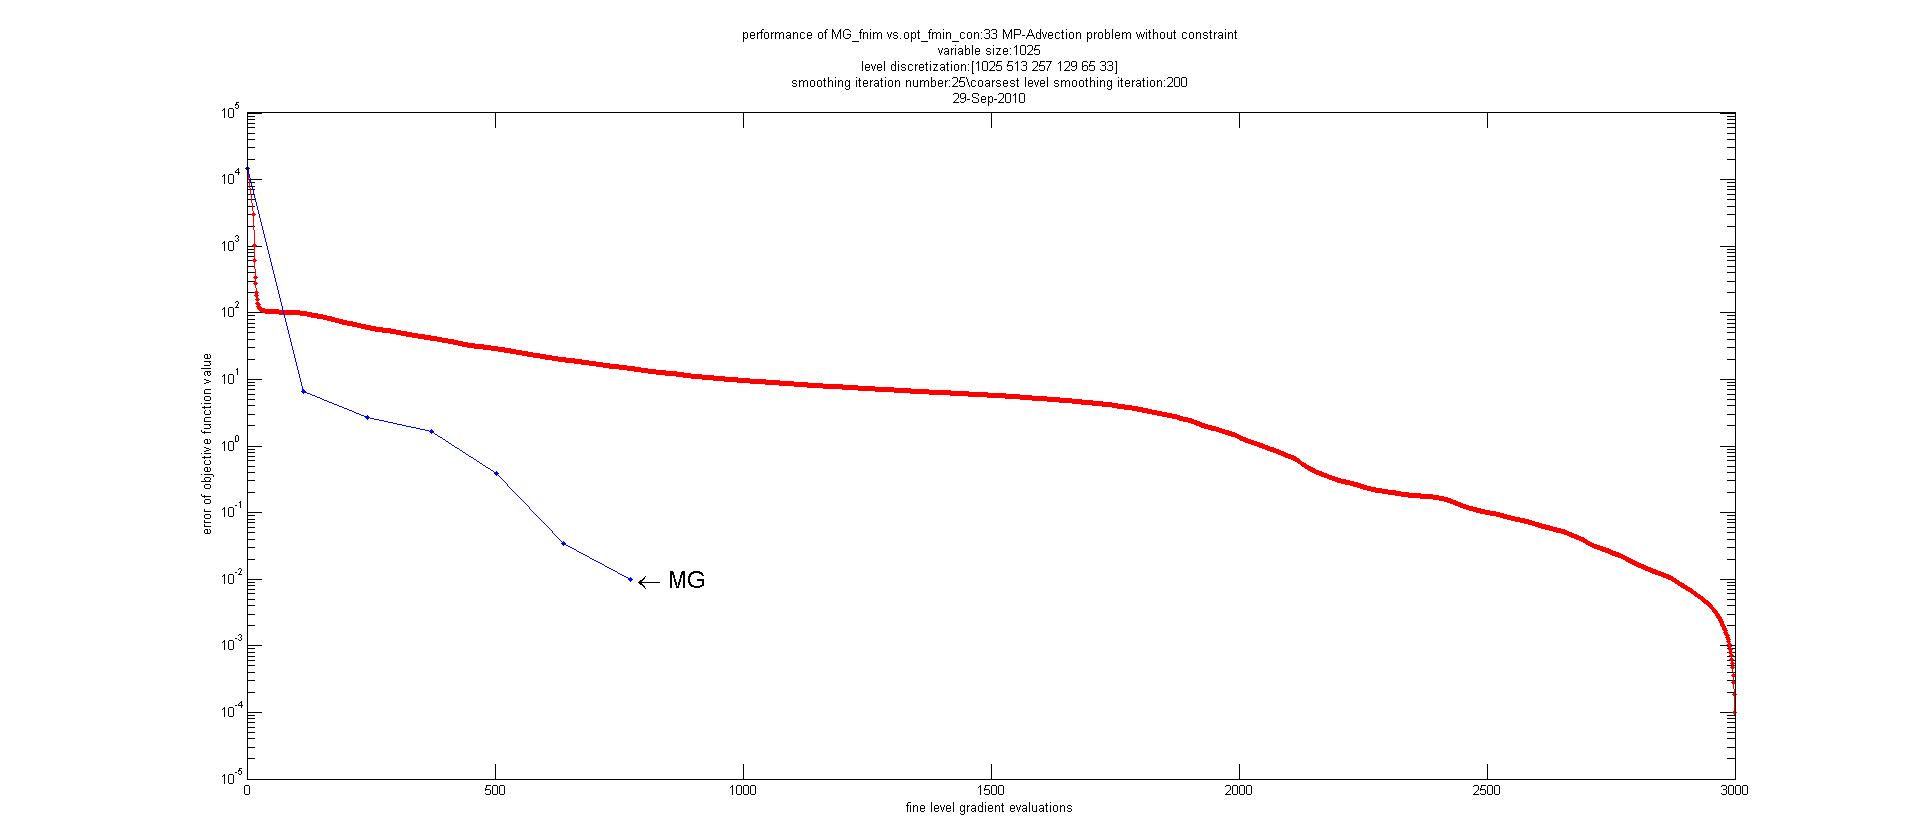 performance of MG_fnim vs.opt_fmin_con:33 MP-Advection problem without constraint
variable size:1025
level discretization:[1025 513 257 129 65 33]
smoothing iteration number:25\coarsest level smoothing iteration:200
29-Sep-2010
10^5
10^4
10^3
10^2
10^1
10^0
10^-1
10^-2
10^-3
10^-4
10^-5
error of objective function value
← MG
0 500 1000 1500 2000 2500 3000
fine level gradient evaluations